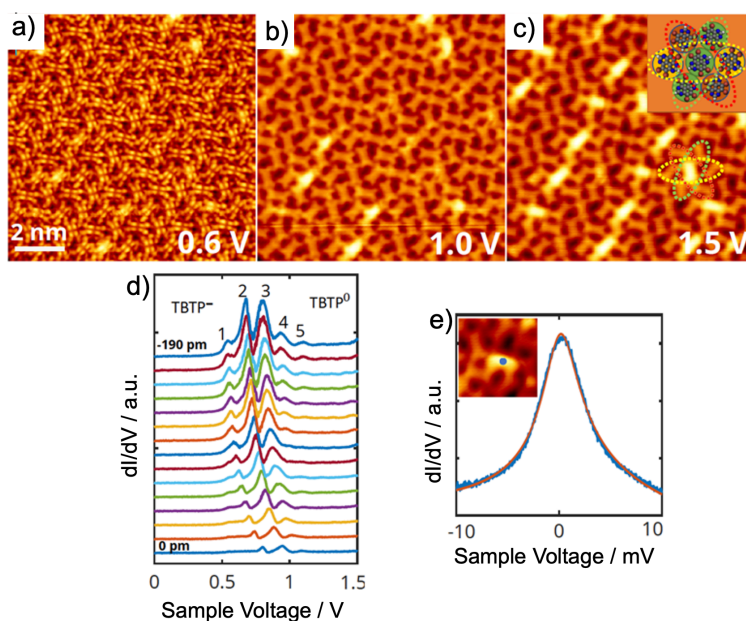 a)
b)
c)
2 nm
0.6 V
1.0 V
1.5 V
d)
TBTP⁻
TBTP⁰
1
2
3
4
5
-190 pm
0 pm
dI/dV / a.u.
0
0.5
1
1.5
Sample Voltage / V
e)
dI/dV / a.u.
-10
0
10
Sample Voltage / mV